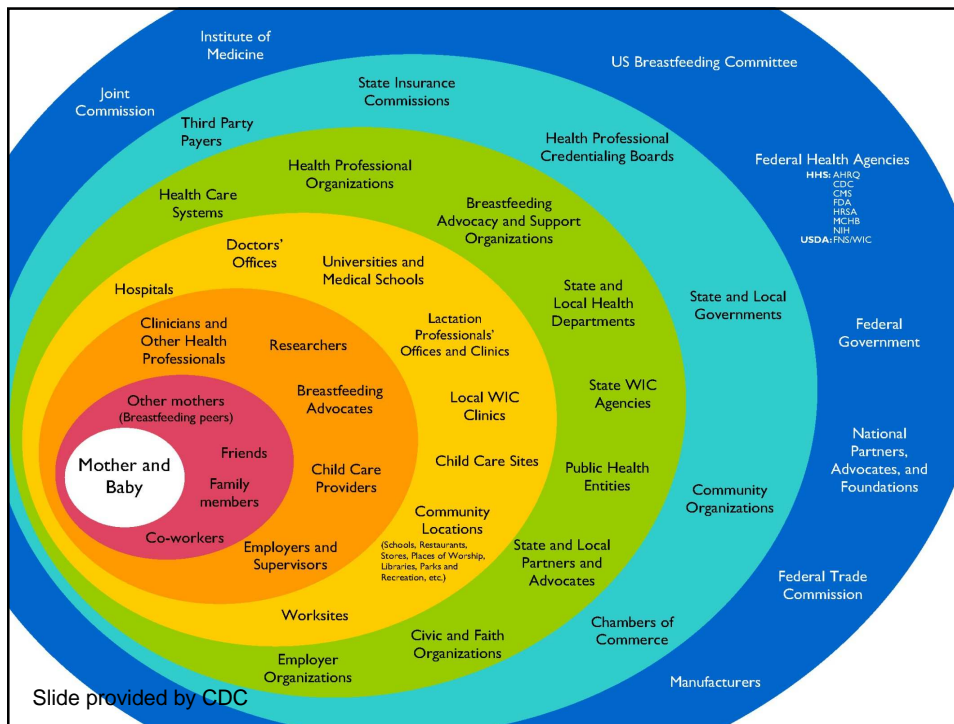 Institute of
Medicine
US Breastfeeding Committee
Joint
Commission
State Insurance
Commissions
Third Party
Payers
Health Professional
Credentialing Boards
Federal Health Agencies
HHS: AHRQ
CDC
CMS
FDA
HRSA
MCHB
NIH
USDA: FNS/WIC
Health Professional
Organizations
Health Care
Systems
Breastfeeding
Advocacy and Support
Organizations
Doctors'
Offices
Universities and
Medical Schools
Hospitals
State and
Local Health
Departments
State and Local
Governments
Federal
Government
Clinicians and
Other Health
Professionals
Researchers
Lactation
Professionals'
Offices and Clinics
Other mothers
(Breastfeeding peers)
Breastfeeding
Advocates
Local WIC
Clinics
State WIC
Agencies
National
Partners,
Advocates, and
Foundations
Mother and
Baby
Friends
Family
members
Co-workers
Child Care
Providers
Child Care Sites
Public Health
Entities
Community
Organizations
Employers and
Supervisors
Community
Locations
(Schools, Restaurants,
Stores, Places of Worship,
Libraries, Parks and
Recreation, etc.)
State and Local
Partners and
Advocates
Federal Trade
Commission
Worksites
Civic and Faith
Organizations
Chambers of
Commerce
Employer
Organizations
Manufacturers
Slide provided by CDC